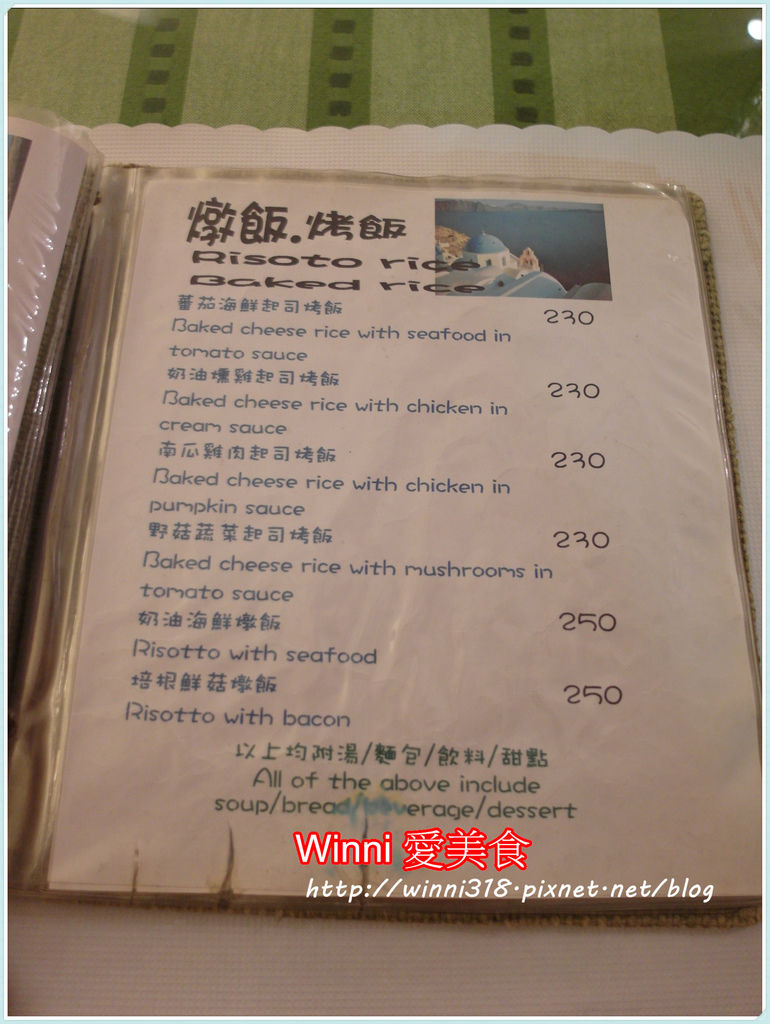 燉飯.烤飯
Risoto rice
Baked rice
蕃茄海鮮起司烤飯 230
Baked cheese rice with seafood in
tomato sauce
奶油燻雞起司烤飯 230
Baked cheese rice with chicken in
cream sauce
南瓜雞肉起司烤飯 230
Baked cheese rice with chicken in
pumpkin sauce
野菇蔬菜起司烤飯 230
Baked cheese rice with mushrooms in
tomato sauce
奶油海鮮燉飯 250
Risotto with seafood
培根鮮菇燉飯 250
Risotto with bacon
以上均附湯/麵包/飲料/甜點
All of the above include
soup/bread/beverage/dessert
Winni 愛美食
http://winni318.pixnet.net/blog